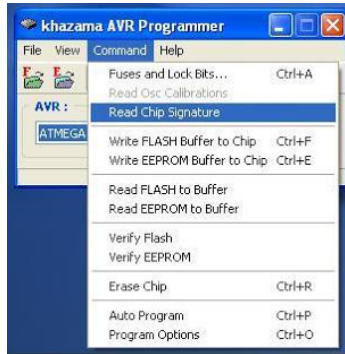 khazama AVR Programmer
File View Command Help
Fuses and Lock Bits... Ctrl+A
Read Osc Calibrations
Read Chip Signature
AVR :
ATMEGA
Write FLASH Buffer to Chip Ctrl+F
Write EEPROM Buffer to Chip Ctrl+E
Read FLASH to Buffer
Read EEPROM to Buffer
Verify Flash
Verify EEPROM
Erase Chip Ctrl+R
Auto Program Ctrl+P
Program Options Ctrl+O